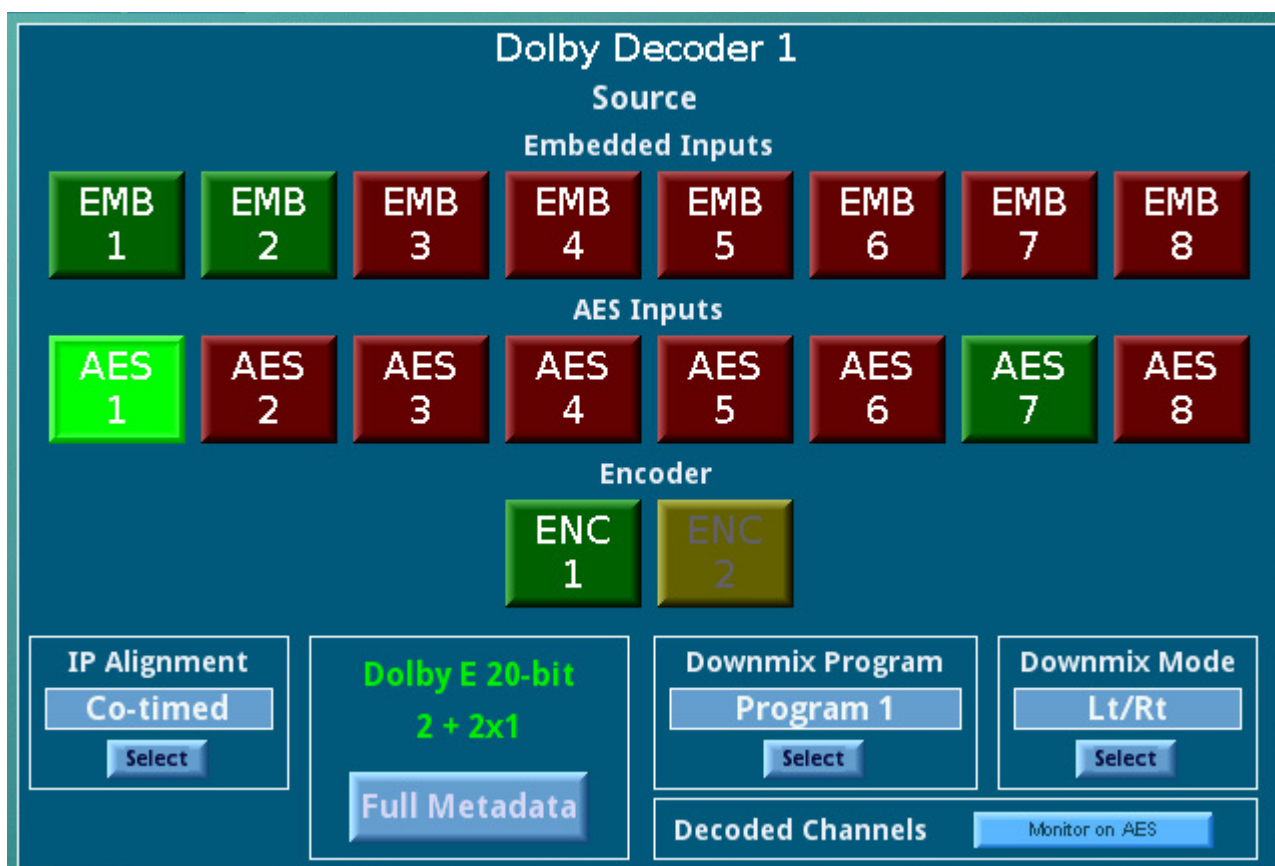 Dolby Decoder 1
Source
Embedded Inputs
EMB 1
EMB 2
EMB 3
EMB 4
EMB 5
EMB 6
EMB 7
EMB 8
AES Inputs
AES 1
AES 2
AES 3
AES 4
AES 5
AES 6
AES 7
AES 8
Encoder
ENC 1
ENC 2
IP Alignment
Co-timed
Select
Dolby E 20-bit
2 + 2x1
Full Metadata
Downmix Program
Program 1
Select
Downmix Mode
Lt/Rt
Select
Decoded Channels
Monitor on AES